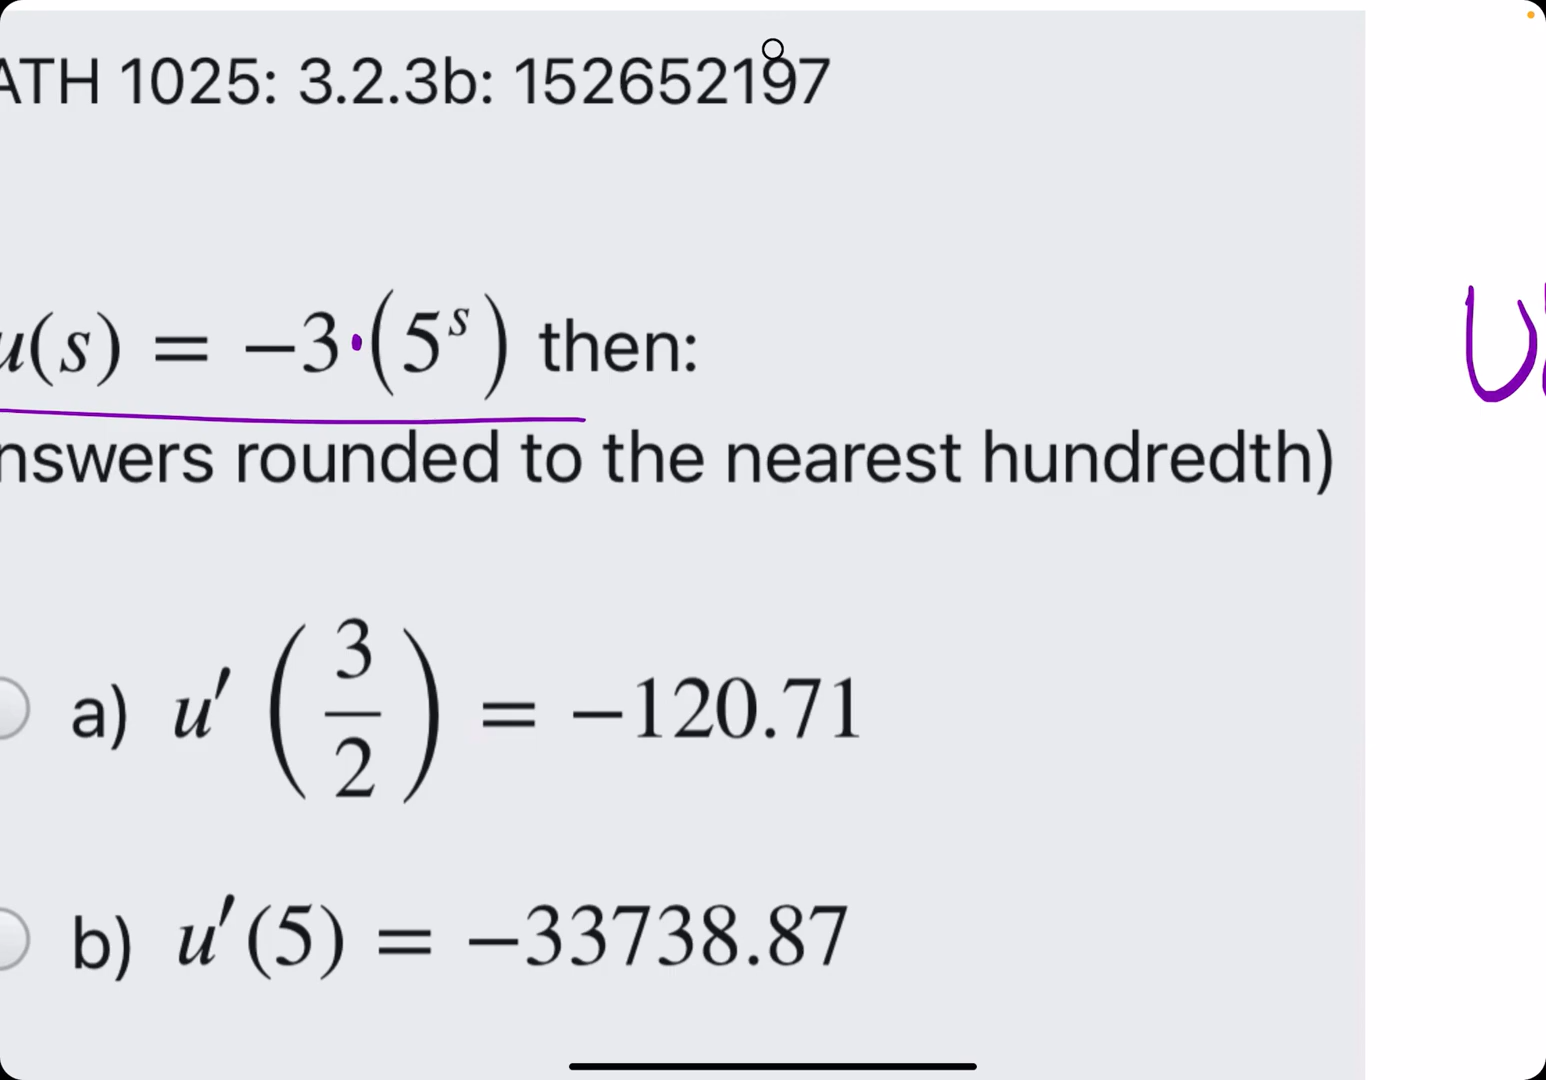 ATH 1025: 3.2.3b: 152652197
u(s) = −3·(5^s) then:
nswers rounded to the nearest hundredth)
a) u′(3/2) = −120.71
b) u′(5) = −33738.87
U